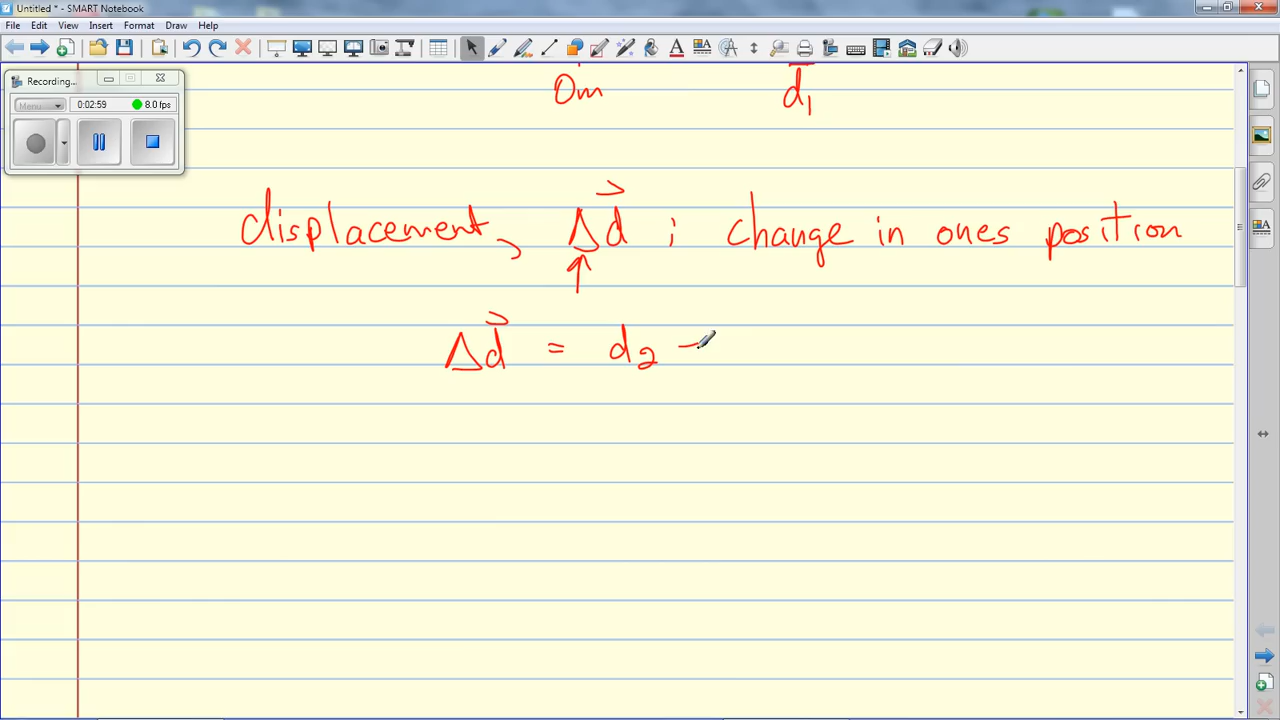 Untitled * - SMART Notebook
File Edit View Insert Format Draw Help
Recording...
Menu 0:02:59 8.0 fps
0m d₁
displacement, Δd⃗ ; change in ones position
Δd⃗ = d₂ –